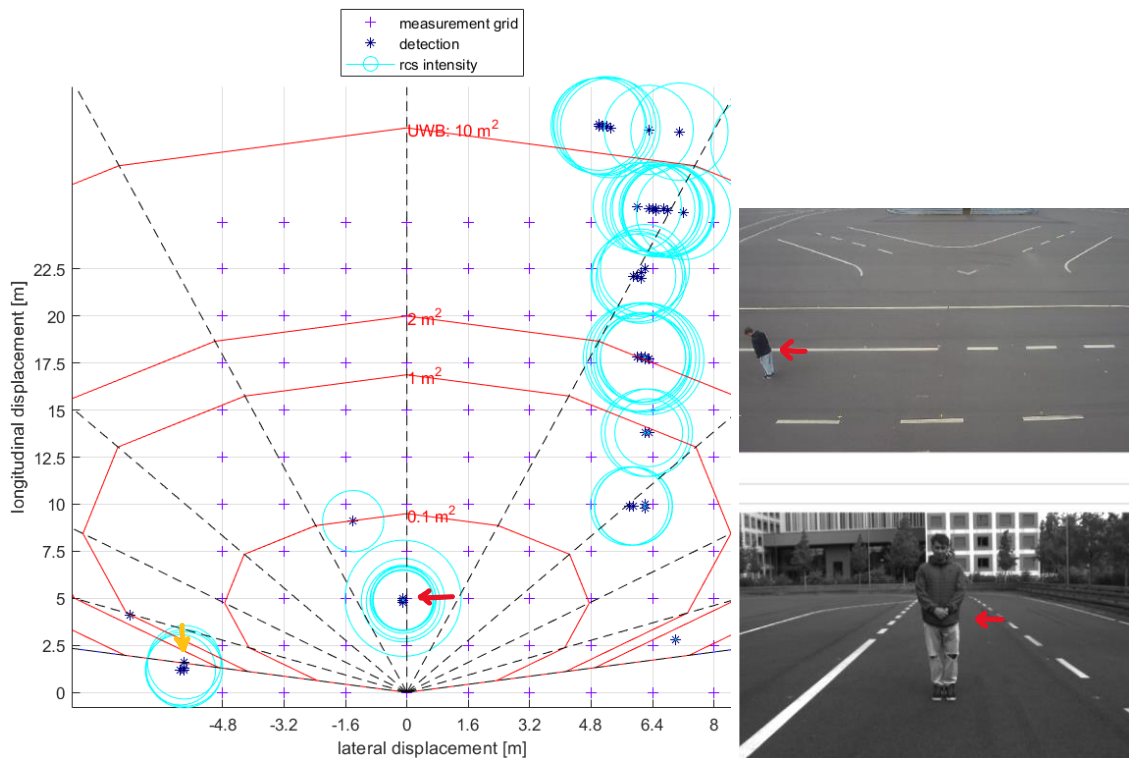 measurement grid
detection
rcs intensity
UWB: 10 m²
2 m²
1 m²
0.1 m²
longitudinal displacement [m]
22.5
20
17.5
15
12.5
10
7.5
5
2.5
0
-4.8 -3.2 -1.6 0 1.6 3.2 4.8 6.4 8
lateral displacement [m]